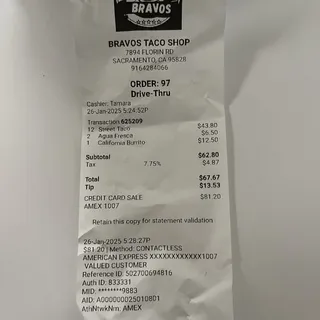 BRAVOS
BRAVOS TACO SHOP
7894 FLORIN RD
SACRAMENTO, CA 95828
9164284066
ORDER: 97
Drive-Thru
Cashier: Tamara
26-Jan-2025 5:24:52P
Transaction 625209
12 Street Taco $43.80
2 Agua Fresca $6.50
1 California Burrito $12.50
Subtotal $62.80
Tax 7.75% $4.87
Total $67.67
Tip $13.53
CREDIT CARD SALE $81.20
AMEX 1007
Retain this copy for statement validation
26-Jan-2025 5:28:27P
$81.20 | Method: CONTACTLESS
AMERICAN EXPRESS XXXXXXXXXXX1007
VALUED CUSTOMER
Reference ID: 502700694816
Auth ID: 833331
MID: ********9883
AID: A000000025010801
AthNtwkNm: AMEX